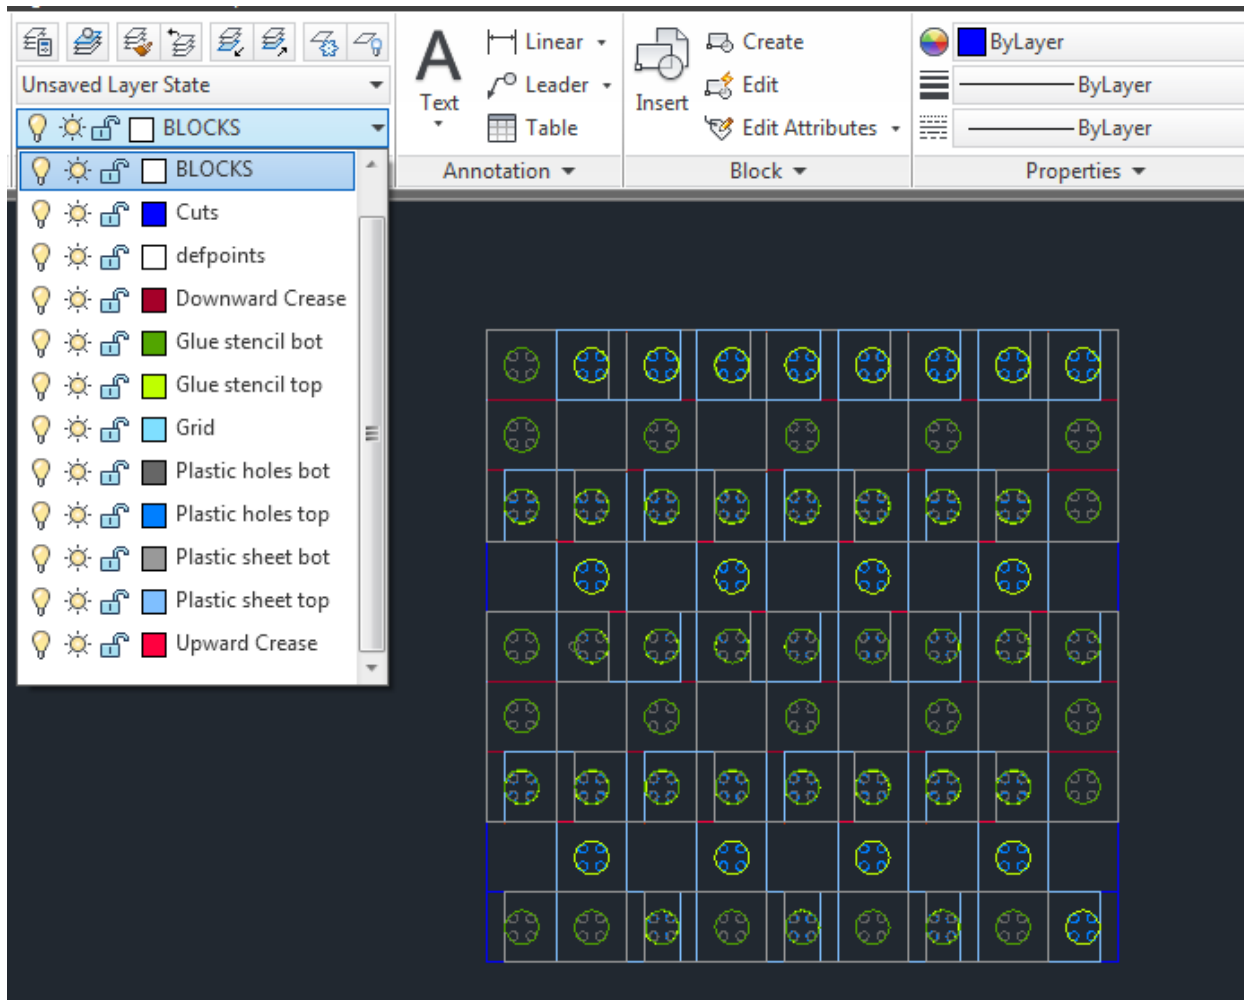 Unsaved Layer State
BLOCKS
Text
Linear
Leader
Table
Annotation
Insert
Create
Edit
Edit Attributes
Block
ByLayer
ByLayer
ByLayer
Properties
BLOCKS
Cuts
defpoints
Downward Crease
Glue stencil bot
Glue stencil top
Grid
Plastic holes bot
Plastic holes top
Plastic sheet bot
Plastic sheet top
Upward Crease